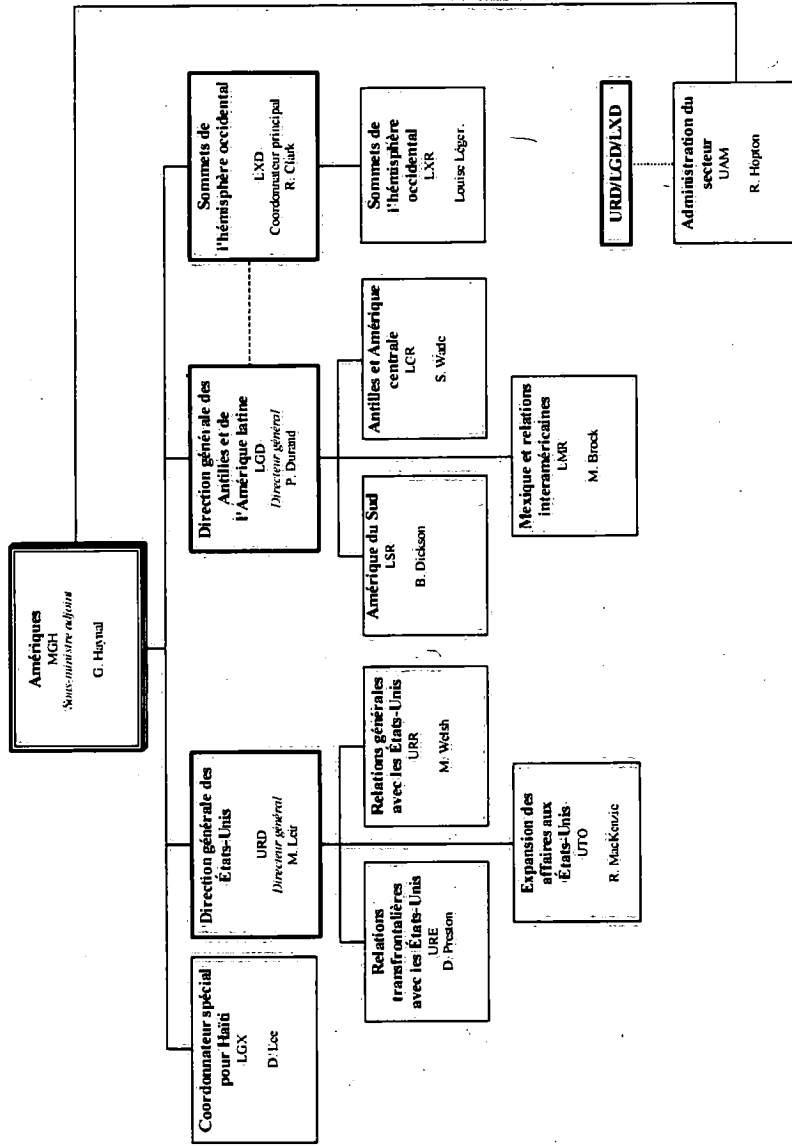 Amériques
MGH
Sous-ministre adjoint
G. Haynal
Coordonnateur spécial
pour Haïti
LGX
D. Lee
Direction générale des
États-Unis
URD
Directeur général
M. Leir
Direction générale des
Antilles et de
l'Amérique latine
LGD
Directeur général
P. Durand
Sommets de
l'hémisphère occidental
LXD
Coordonnateur principal
R. Clark
Relations
transfrontalières
avec les États-Unis
URE
D. Preston
Relations générales
avec les États-Unis
URR
M. Welsh
Amérique du Sud
LSR
B. Dickson
Antilles et Amérique
centrale
LCR
S. Wade
Sommets de
l'hémisphère
occidental
LXR
Louise Léger.
Expansion des
affaires aux
États-Unis
UTO
R. MacKenzie
Mexique et relations
interaméricaines
LMR
M. Brock
URD/LGD/LXD
Administration du
secteur
UAM
R. Hopton